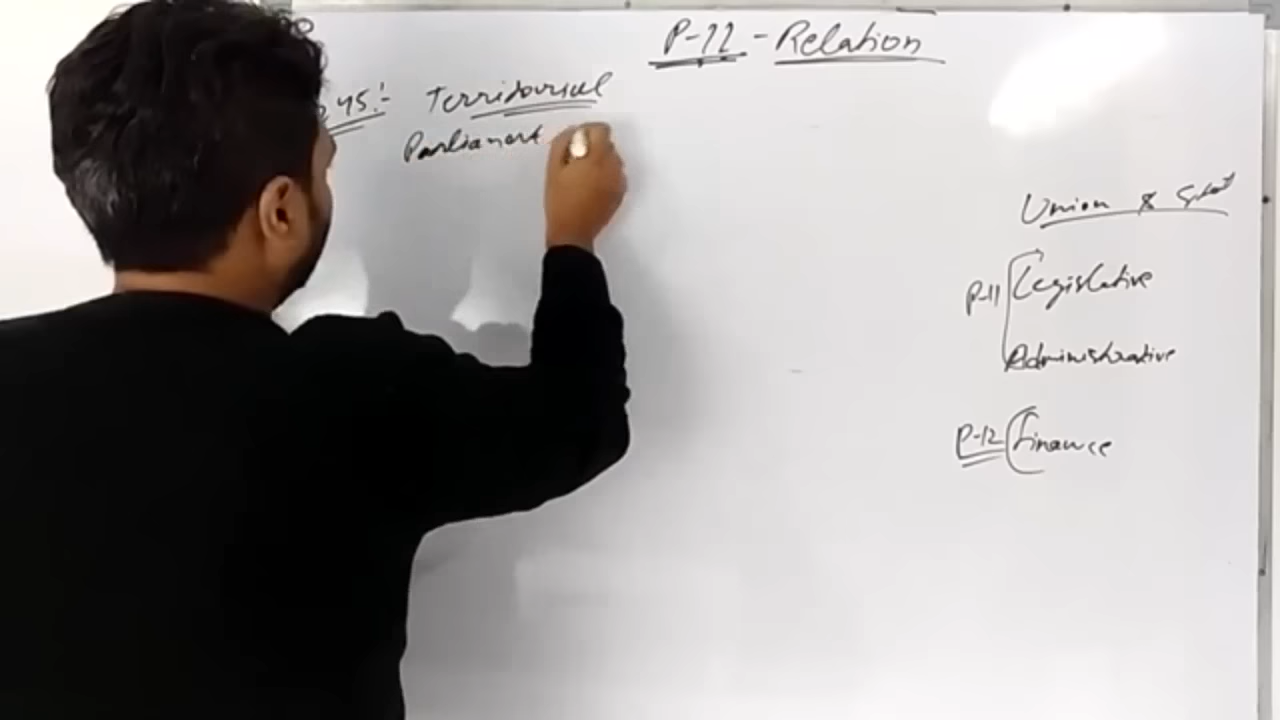 P-11 - Relation
245:- Territorial
Parliament
Union & State
P-11 Legislative
Administrative
P-12 Finance